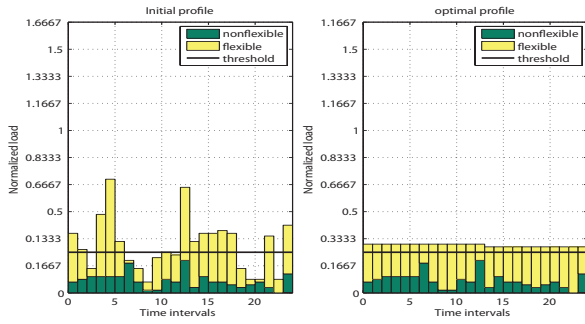 Initial profile
1.6667
1.5
1.3333
1.1667
1
0.8333
0.6667
0.5
0.1333
0.1667
0
Normalized load
nonflexible
flexible
threshold
0
5
10
15
20
Time intervals
optimal profile
1.6667
1.5
1.3333
1.1667
1
0.8333
0.6667
0.5
0.1333
0.1667
0
Normalized load
nonflexible
flexible
threshold
0
5
10
15
20
Time intervals